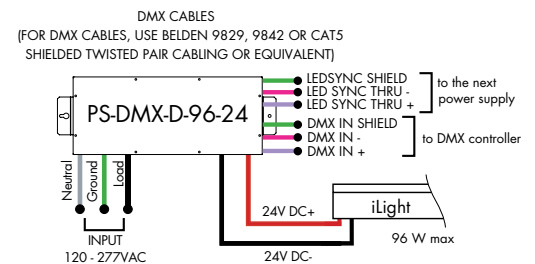 DMX CABLES
(FOR DMX CABLES, USE BELDEN 9829, 9842 OR CAT5
SHIELDED TWISTED PAIR CABLING OR EQUIVALENT)
PS-DMX-D-96-24
LEDSYNC SHIELD
LED SYNC THRU -
LED SYNC THRU +
to the next
power supply
DMX IN SHIELD
DMX IN -
DMX IN +
to DMX controller
Neutral
Ground
Load
INPUT
120 - 277VAC
24V DC+
24V DC-
iLight
96 W max